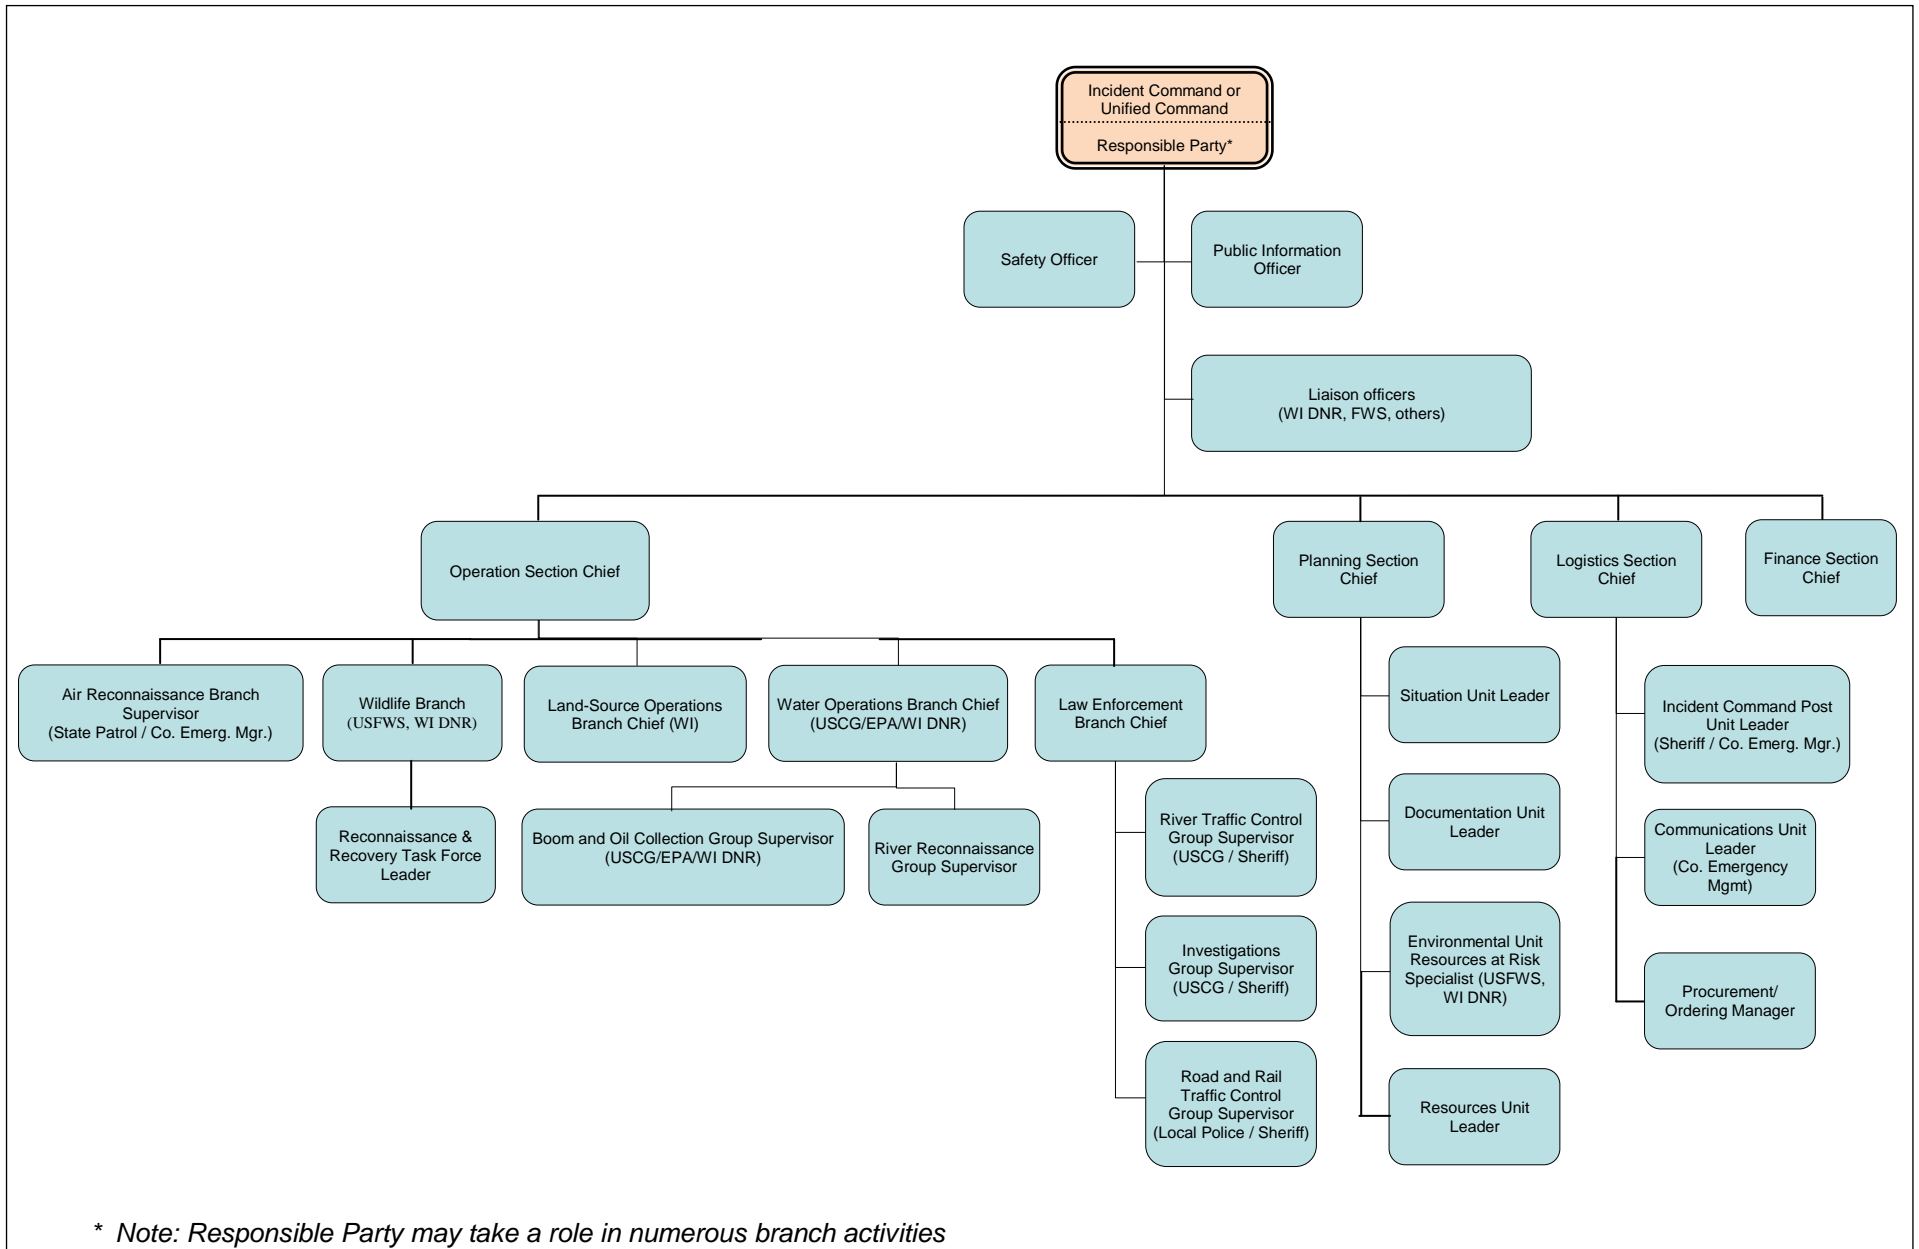 Incident Command or
Unified Command
Responsible Party*
Safety Officer
Public Information
Officer
Liaison officers
(WI DNR, FWS, others)
Operation Section Chief
Planning Section
Chief
Logistics Section
Chief
Finance Section
Chief
Air Reconnaissance Branch
Supervisor
(State Patrol / Co. Emerg. Mgr.)
Wildlife Branch
(USFWS, WI DNR)
Land-Source Operations
Branch Chief (WI)
Water Operations Branch Chief
(USCG/EPA/WI DNR)
Law Enforcement
Branch Chief
Reconnaissance &
Recovery Task Force
Leader
Boom and Oil Collection Group Supervisor
(USCG/EPA/WI DNR)
River Reconnaissance
Group Supervisor
River Traffic Control
Group Supervisor
(USCG / Sheriff)
Investigations
Group Supervisor
(USCG / Sheriff)
Road and Rail
Traffic Control
Group Supervisor
(Local Police / Sheriff)
Situation Unit Leader
Documentation Unit
Leader
Environmental Unit
Resources at Risk
Specialist (USFWS,
WI DNR)
Resources Unit
Leader
Incident Command Post
Unit Leader
(Sheriff / Co. Emerg. Mgr.)
Communications Unit
Leader
(Co. Emergency
Mgmt)
Procurement/
Ordering Manager
* Note: Responsible Party may take a role in numerous branch activities